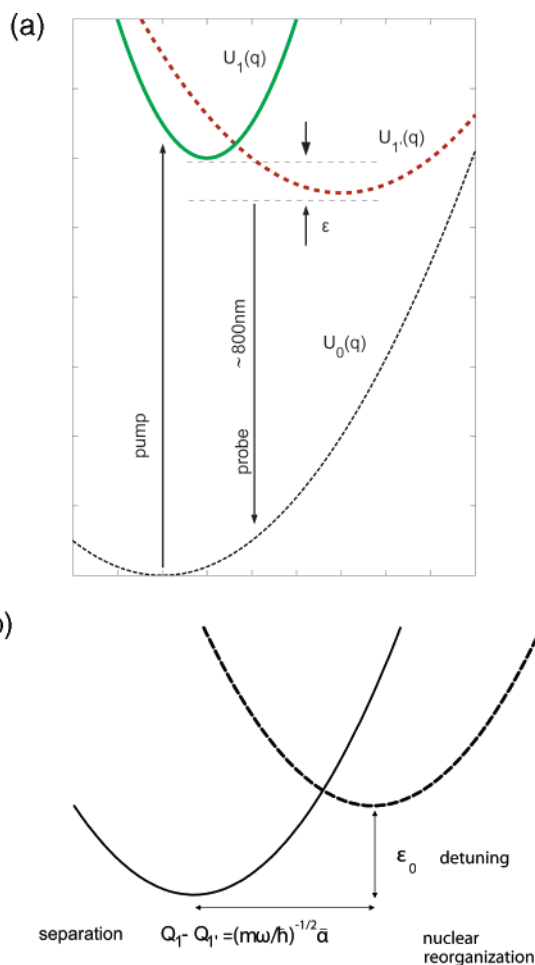 (a)
U₁(q)
U₁'(q)
ε
~ 800nm
U₀(q)
pump
probe
)
ε₀ detuning
separation Q₁- Q₁' =(mω/ħ)⁻¹/² ᾱ nuclear
reorganization